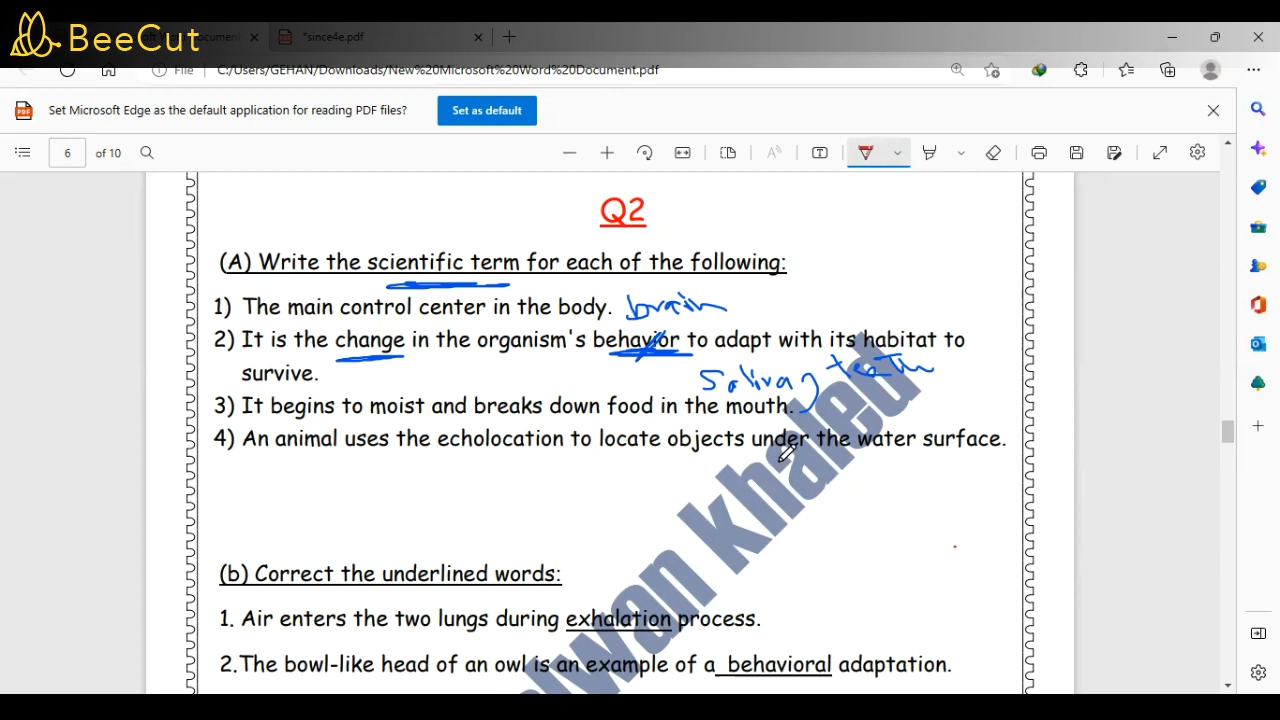 BeeCut
*since4e.pdf
File C:/Users/GEHAN/Downloads/New%20Microsoft%20Word%20Document.pdf
Set Microsoft Edge as the default application for reading PDF files? Set as default
6 of 10
Q2
(A) Write the scientific term for each of the following:
1) The main control center in the body. brain
2) It is the change in the organism's behavior to adapt with its habitat to
survive.
saliva, teeth
3) It begins to moist and breaks down food in the mouth.
4) An animal uses the echolocation to locate objects under the water surface.
(b) Correct the underlined words:
1. Air enters the two lungs during exhalation process.
2.The bowl-like head of an owl is an example of a behavioral adaptation.
elwan khaled